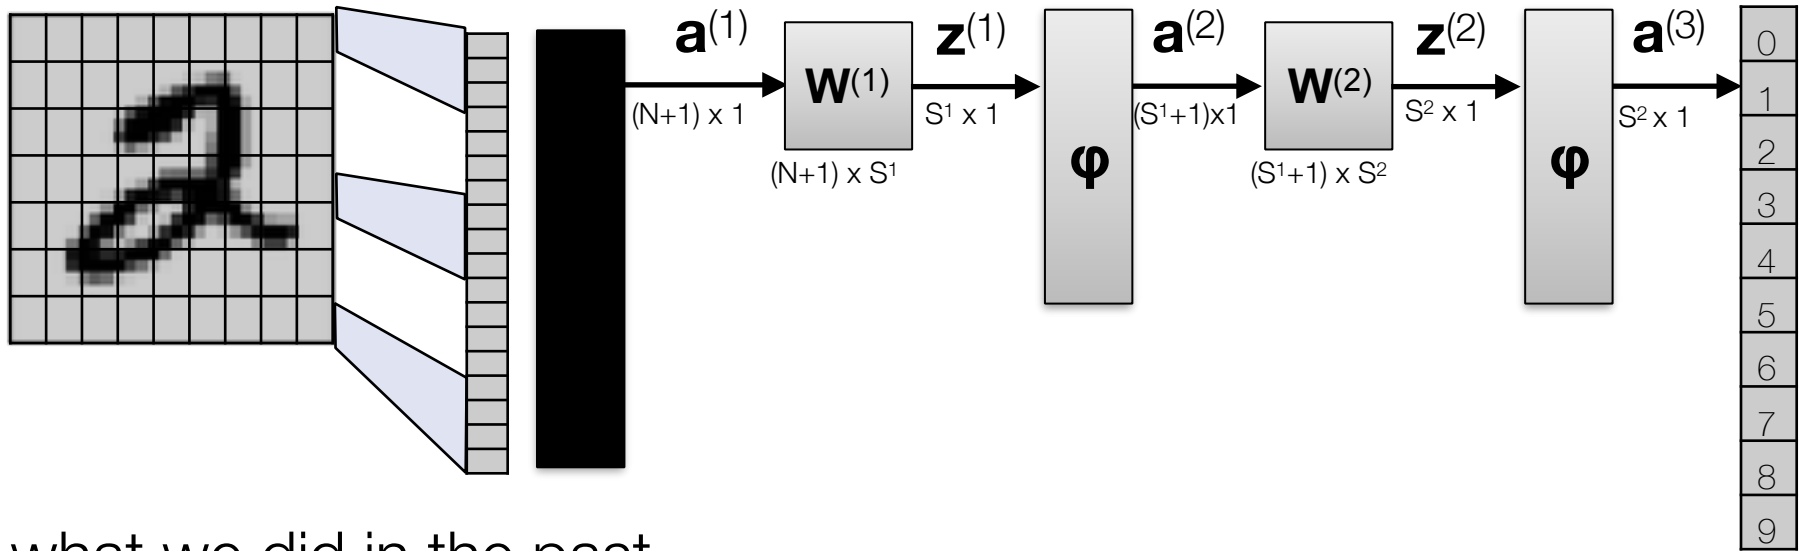 a(1)
(N+1) x 1
W(1)
(N+1) x S1
z(1)
S1 x 1
φ
a(2)
(S1+1)x1
W(2)
(S1+1) x S2
z(2)
S2 x 1
φ
a(3)
S2 x 1
0
1
2
3
4
5
6
7
8
9
2
what we did in the past